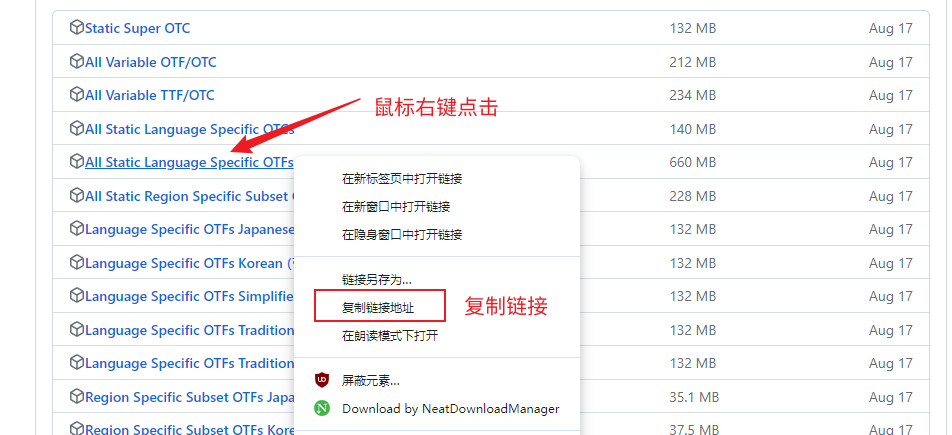 Static Super OTC 132 MB Aug 17
All Variable OTF/OTC 212 MB Aug 17
All Variable TTF/OTC 234 MB Aug 17
鼠标右键点击
All Static Language Specific OTCs 140 MB Aug 17
All Static Language Specific OTFs 660 MB Aug 17
在新标签页中打开链接
All Static Region Specific Subset 228 MB Aug 17
在新窗口中打开链接
Language Specific OTFs Japanese 132 MB Aug 17
在隐身窗口中打开链接
Language Specific OTFs Korean 132 MB Aug 17
链接另存为...
Language Specific OTFs Simplifie 132 MB Aug 17
复制链接地址
复制链接
Language Specific OTFs Tradition 132 MB Aug 17
在朗读模式下打开
Language Specific OTFs Tradition 132 MB Aug 17
屏蔽元素...
Region Specific Subset OTFs Japa 35.1 MB Aug 17
Download by NeatDownloadManager
Region Specific Subset OTFs Kore 37.5 MB Aug 17